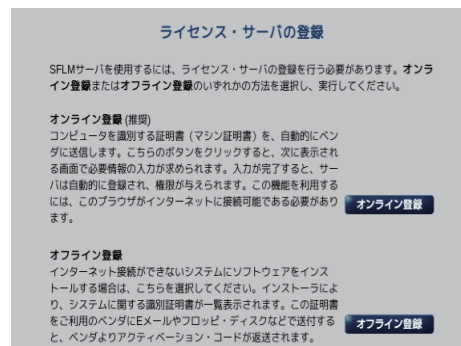 ライセンス・サーバの登録
SFLMサーバを使用するには、ライセンス・サーバの登録を行う必要があります。オンラ
イン登録またはオフライン登録のいずれかの方法を選択し、実行してください。
オンライン登録 (推奨)
コンピュータを識別する証明書（マシン証明書）を、自動的にベン
ダに送信します。こちらのボタンをクリックすると、次に表示され
る画面で必要情報の入力が求められます。入力が完了すると、サー
バは自動的に登録され、権限が与えられます。この機能を利用する
には、このブラウザがインターネットに接続可能である必要があり
ます。
オンライン登録
オフライン登録
インターネット接続ができないシステムにソフトウェアをインス
トールする場合は、こちらを選択してください。インストーラによ
り、システムに関する識別証明書が一覧表示されます。この証明書
をご利用のベンダにEメールやフロッピ・ディスクなどで送付する
と、ベンダよりアクティベーション・コードが返送されます。
オフライン登録